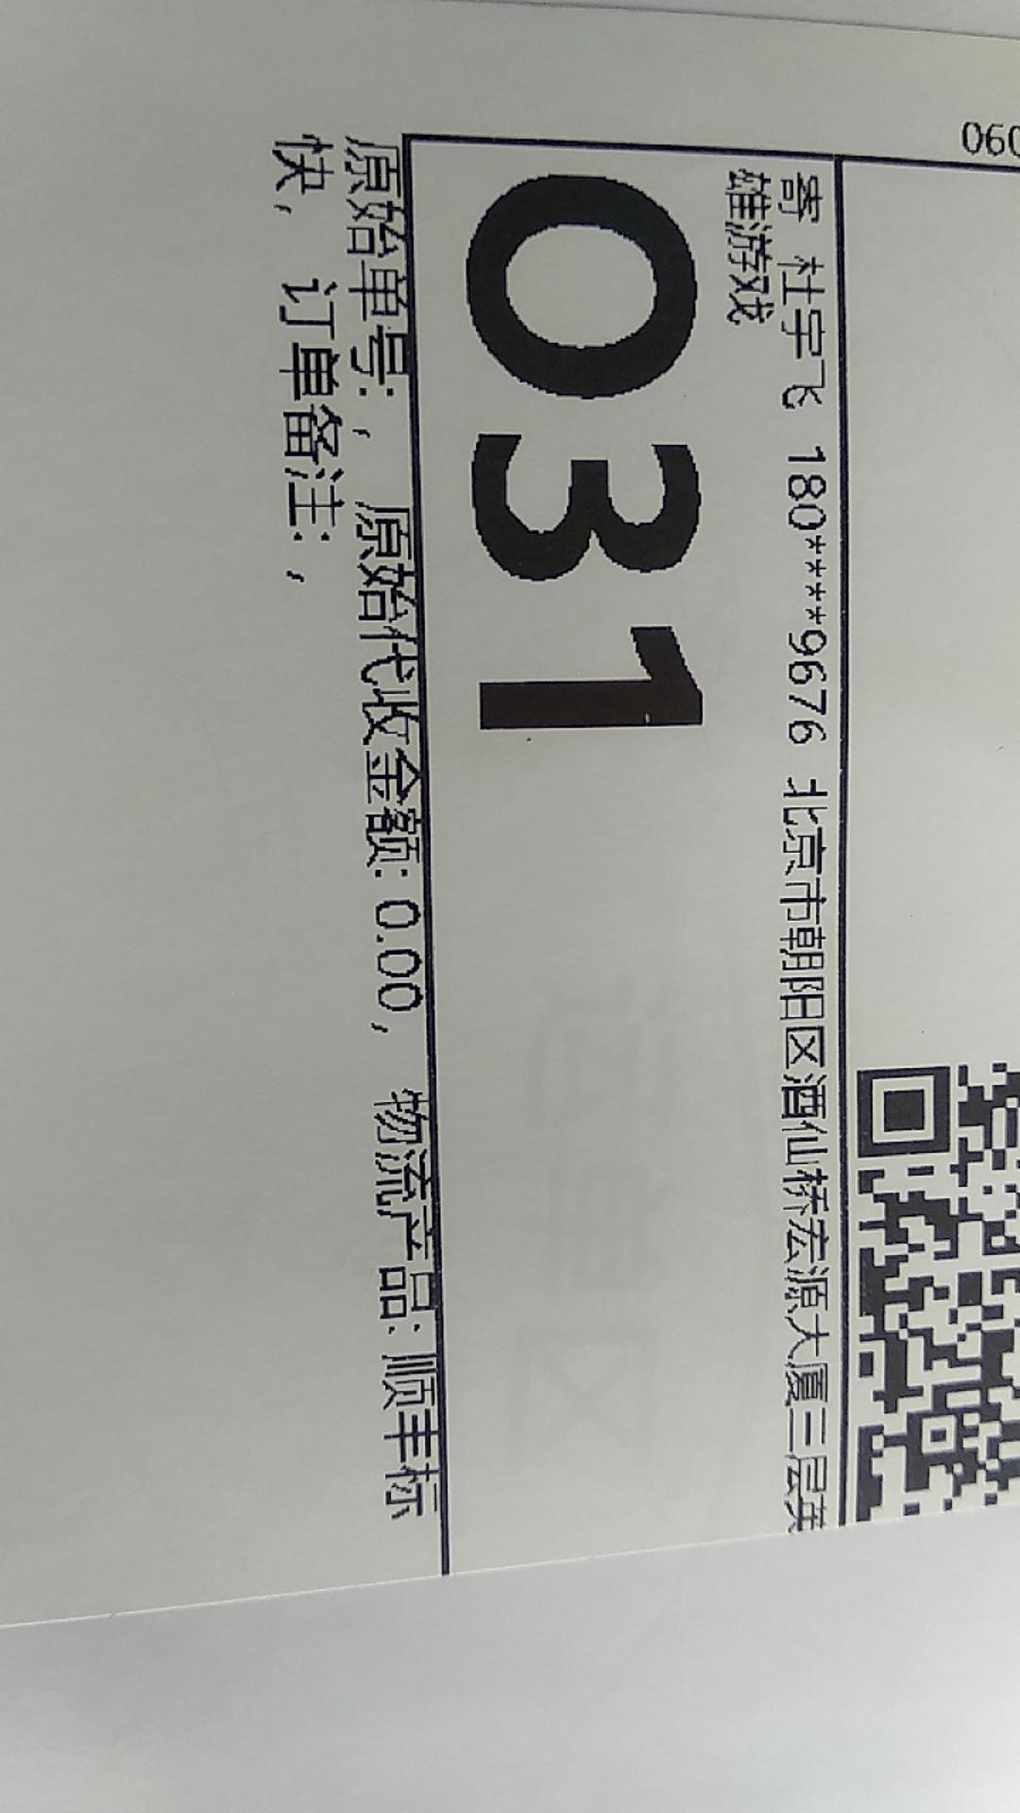 090
寄 杜宇飞 180****9676 北京市朝阳区酒仙桥宏源大厦三层英
雄游戏
031
原始单号: , 原始代收金额: 0.00, 物流产品: 顺丰标
快, 订单备注: ,